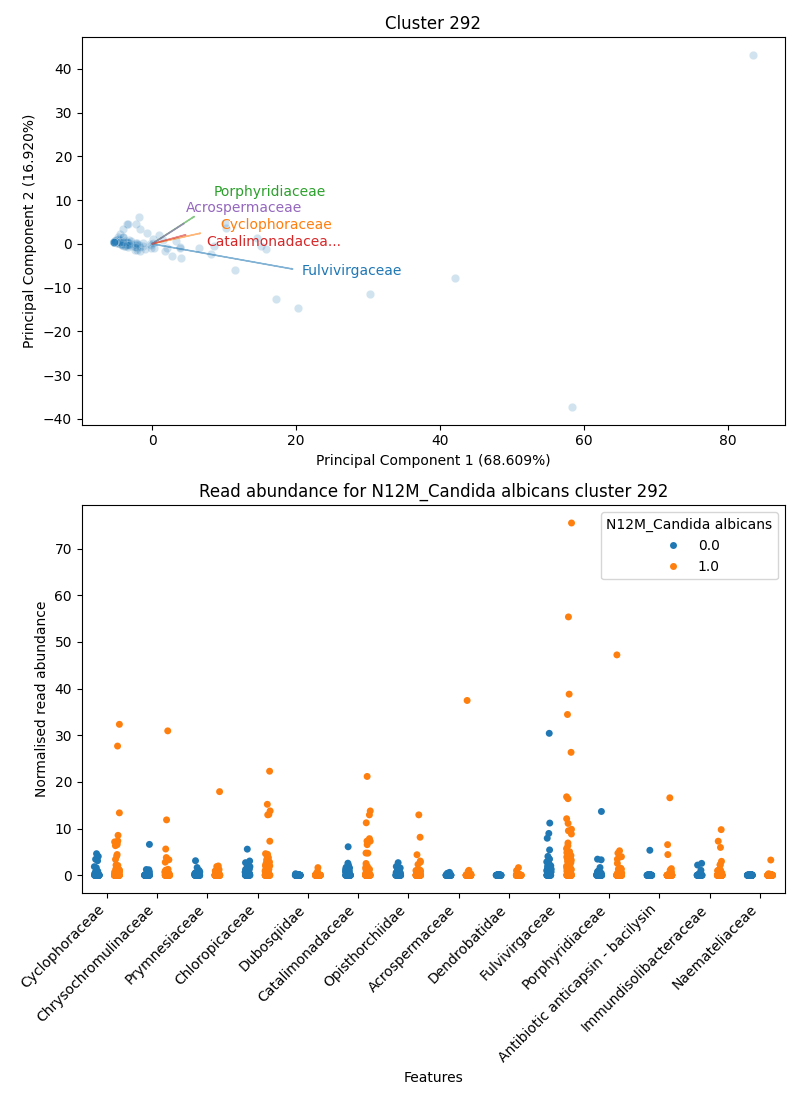 Cluster 292
40
30
20
10
0
−10
−20
−30
−40
Principal Component 2 (16.920%)
Porphyridiaceae
Acrospermaceae
Cyclophoraceae
Catalimonadacea...
Fulvivirgaceae
0 20 40 60 80
Principal Component 1 (68.609%)
Read abundance for N12M_Candida albicans cluster 292
N12M_Candida albicans
0.0
1.0
70
60
50
40
30
20
10
0
Normalised read abundance
Cyclophoraceae
Chrysochromulinaceae
Prymnesiaceae
Chloropicaceae
Dubosqiidae
Catalimonadaceae
Opisthorchiidae
Acrospermaceae
Dendrobatidae
Fulvivirgaceae
Porphyridiaceae
Antibiotic anticapsin - bacilysin
Immundisolibacteraceae
Naemateliaceae
Features